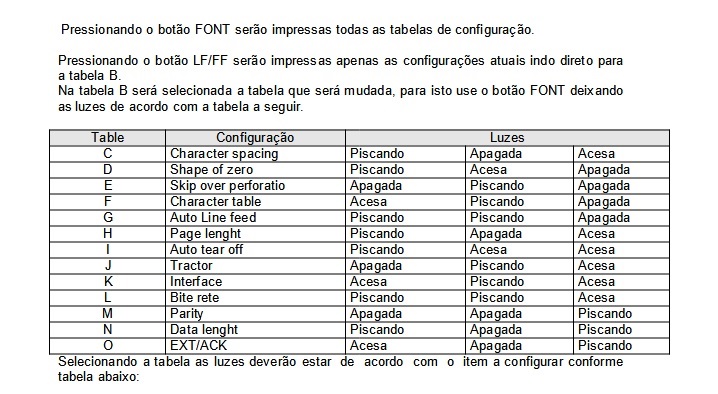 Pressionando o botão FONT serão impressas todas as tabelas de configuração.
Pressionando o botão LF/FF serão impressas apenas as configurações atuais indo direto para
a tabela B.
Na tabela B será selecionada a tabela que será mudada, para isto use o botão FONT deixando
as luzes de acordo com a tabela a seguir.
Table Configuração Luzes
C Character spacing Piscando Apagada Acesa
D Shape of zero Piscando Acesa Apagada
E Skip over perforatio Apagada Piscando Apagada
F Character table Acesa Piscando Apagada
G Auto Line feed Piscando Piscando Apagada
H Page lenght Piscando Apagada Acesa
I Auto tear off Piscando Acesa Acesa
J Tractor Apagada Piscando Acesa
K Interface Acesa Piscando Acesa
L Bite rete Piscando Piscando Acesa
M Parity Apagada Apagada Piscando
N Data lenght Piscando Apagada Piscando
O EXT/ACK Acesa Apagada Piscando
Selecionando a tabela as luzes deverão estar de acordo com o item a configurar conforme
tabela abaixo: